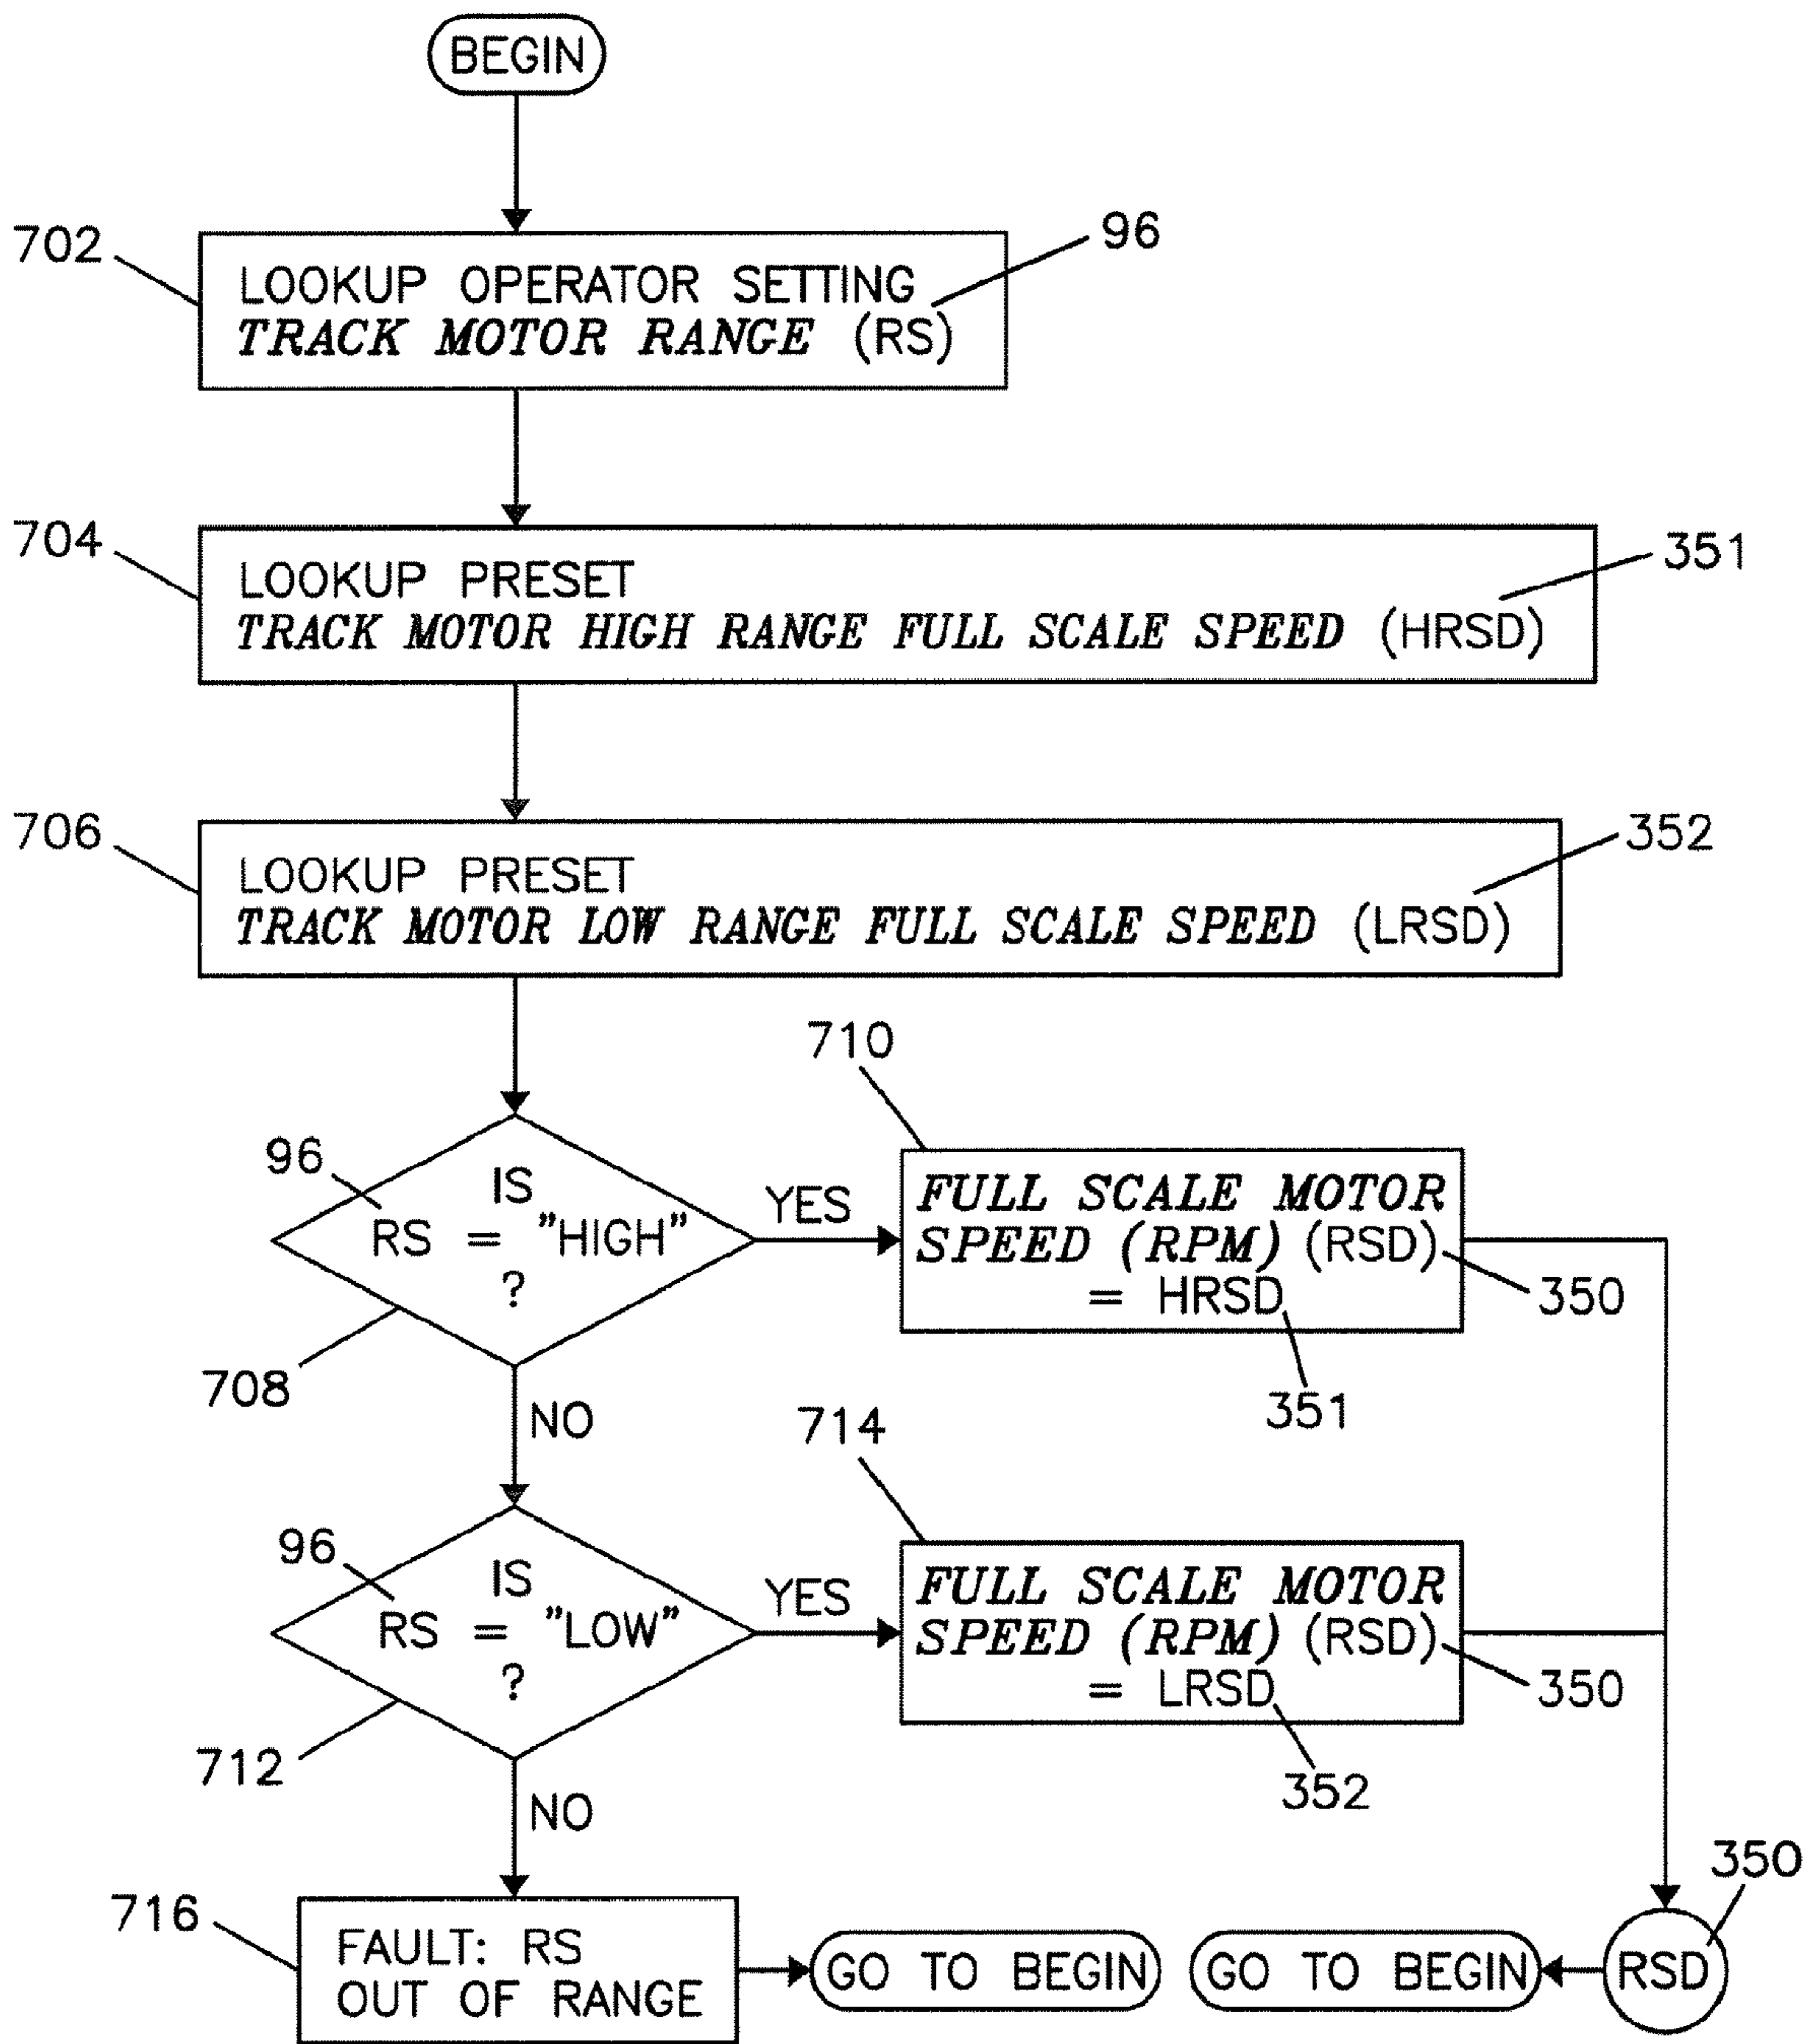 BEGIN
702
96
LOOKUP OPERATOR SETTING
TRACK MOTOR RANGE (RS)
704
351
LOOKUP PRESET
TRACK MOTOR HIGH RANGE FULL SCALE SPEED (HRSD)
706
352
LOOKUP PRESET
TRACK MOTOR LOW RANGE FULL SCALE SPEED (LRSD)
96
IS
RS = "HIGH"
?
708
YES
NO
710
FULL SCALE MOTOR
SPEED (RPM) (RSD)
= HRSD
350
351
96
IS
RS = "LOW"
?
712
YES
NO
714
FULL SCALE MOTOR
SPEED (RPM) (RSD)
= LRSD
350
352
716
FAULT: RS
OUT OF RANGE
GO TO BEGIN
GO TO BEGIN
RSD
350